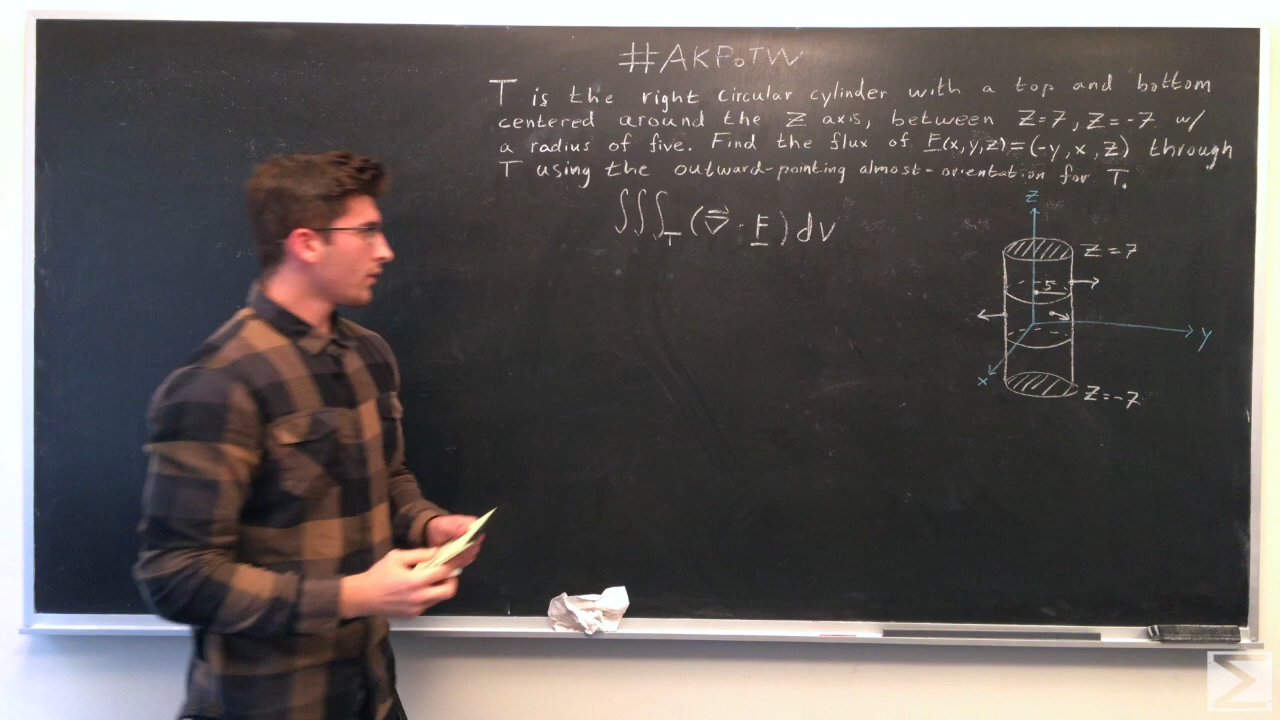 #AKPoTW
T is the right circular cylinder with a top and bottom
centered around the Z axis, between Z=7, Z=-7 w/
a radius of five. Find the flux of F(x,y,z)=(-y,x,z) through
T using the outward-pointing almost-orientation for T.
∭_T (∇⃗ · F) dV
Z
Z=7
5
y
x
Z=-7
Σ